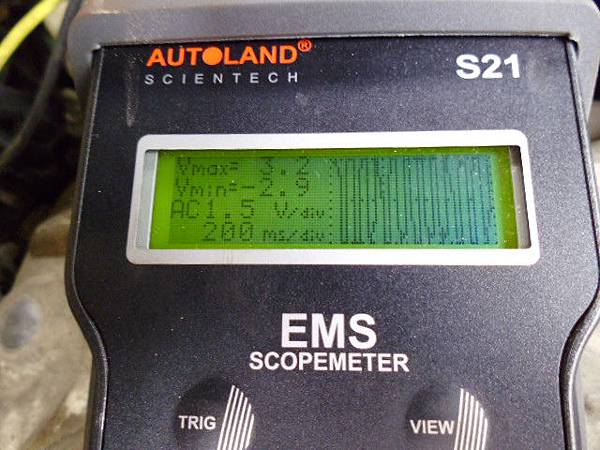 AUTOLAND®
SCIENTECH
S21
Vmax= 3.2
Vmin=-2.9
AC1.5 V/div
200 ms/div
EMS
SCOPEMETER
TRIG
VIEW